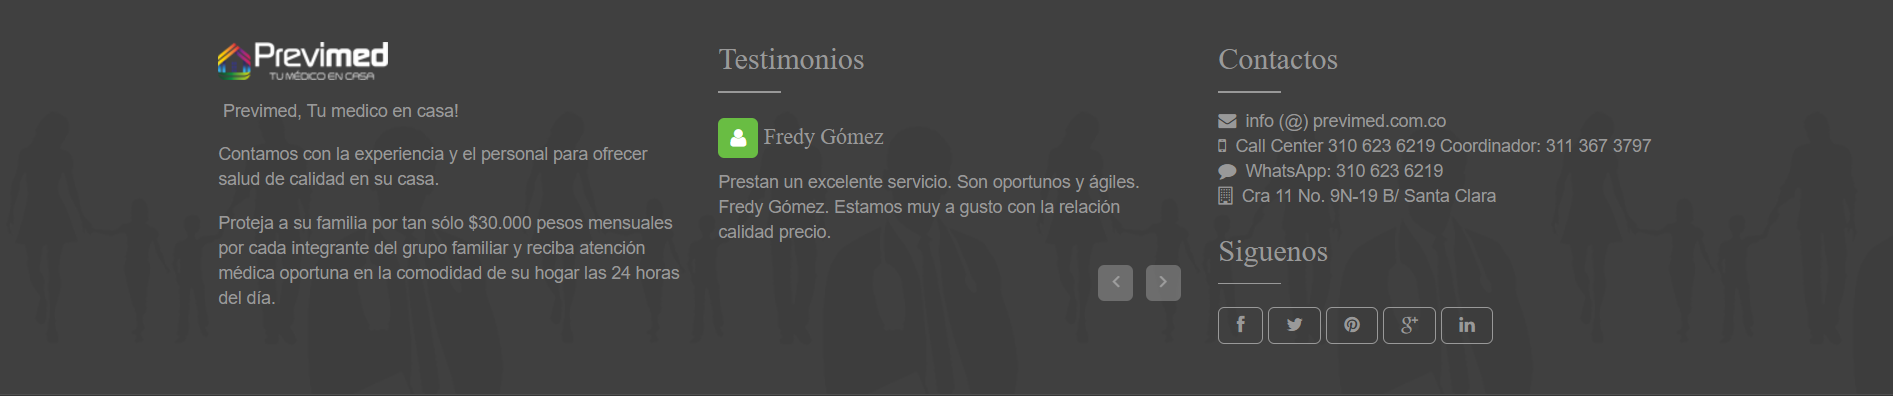 Previmed
TU MÉDICO EN CASA
Previmed, Tu medico en casa!
Contamos con la experiencia y el personal para ofrecer
salud de calidad en su casa.
Proteja a su familia por tan sólo $30.000 pesos mensuales
por cada integrante del grupo familiar y reciba atención
médica oportuna en la comodidad de su hogar las 24 horas
del día.
Testimonios
Fredy Gómez
Prestan un excelente servicio. Son oportunos y ágiles.
Fredy Gómez. Estamos muy a gusto con la relación
calidad precio.
Contactos
info (@) previmed.com.co
Call Center 310 623 6219 Coordinador: 311 367 3797
WhatsApp: 310 623 6219
Cra 11 No. 9N-19 B/ Santa Clara
Siguenos